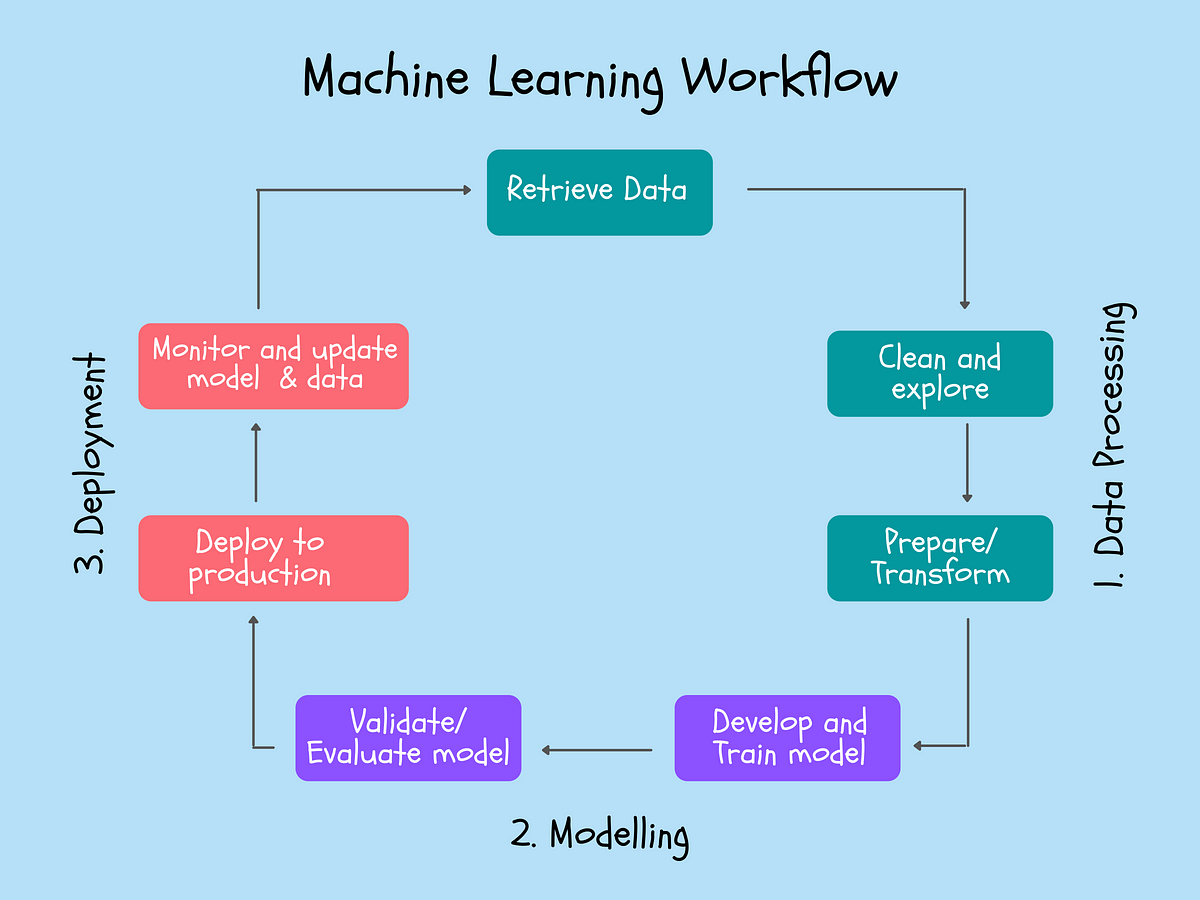 Machine Learning Workflow
Retrieve Data
Clean and
explore
Prepare/
Transform
1. Data Processing
Develop and
Train model
Validate/
Evaluate model
2. Modelling
Deploy to
production
Monitor and update
model & data
3. Deployment